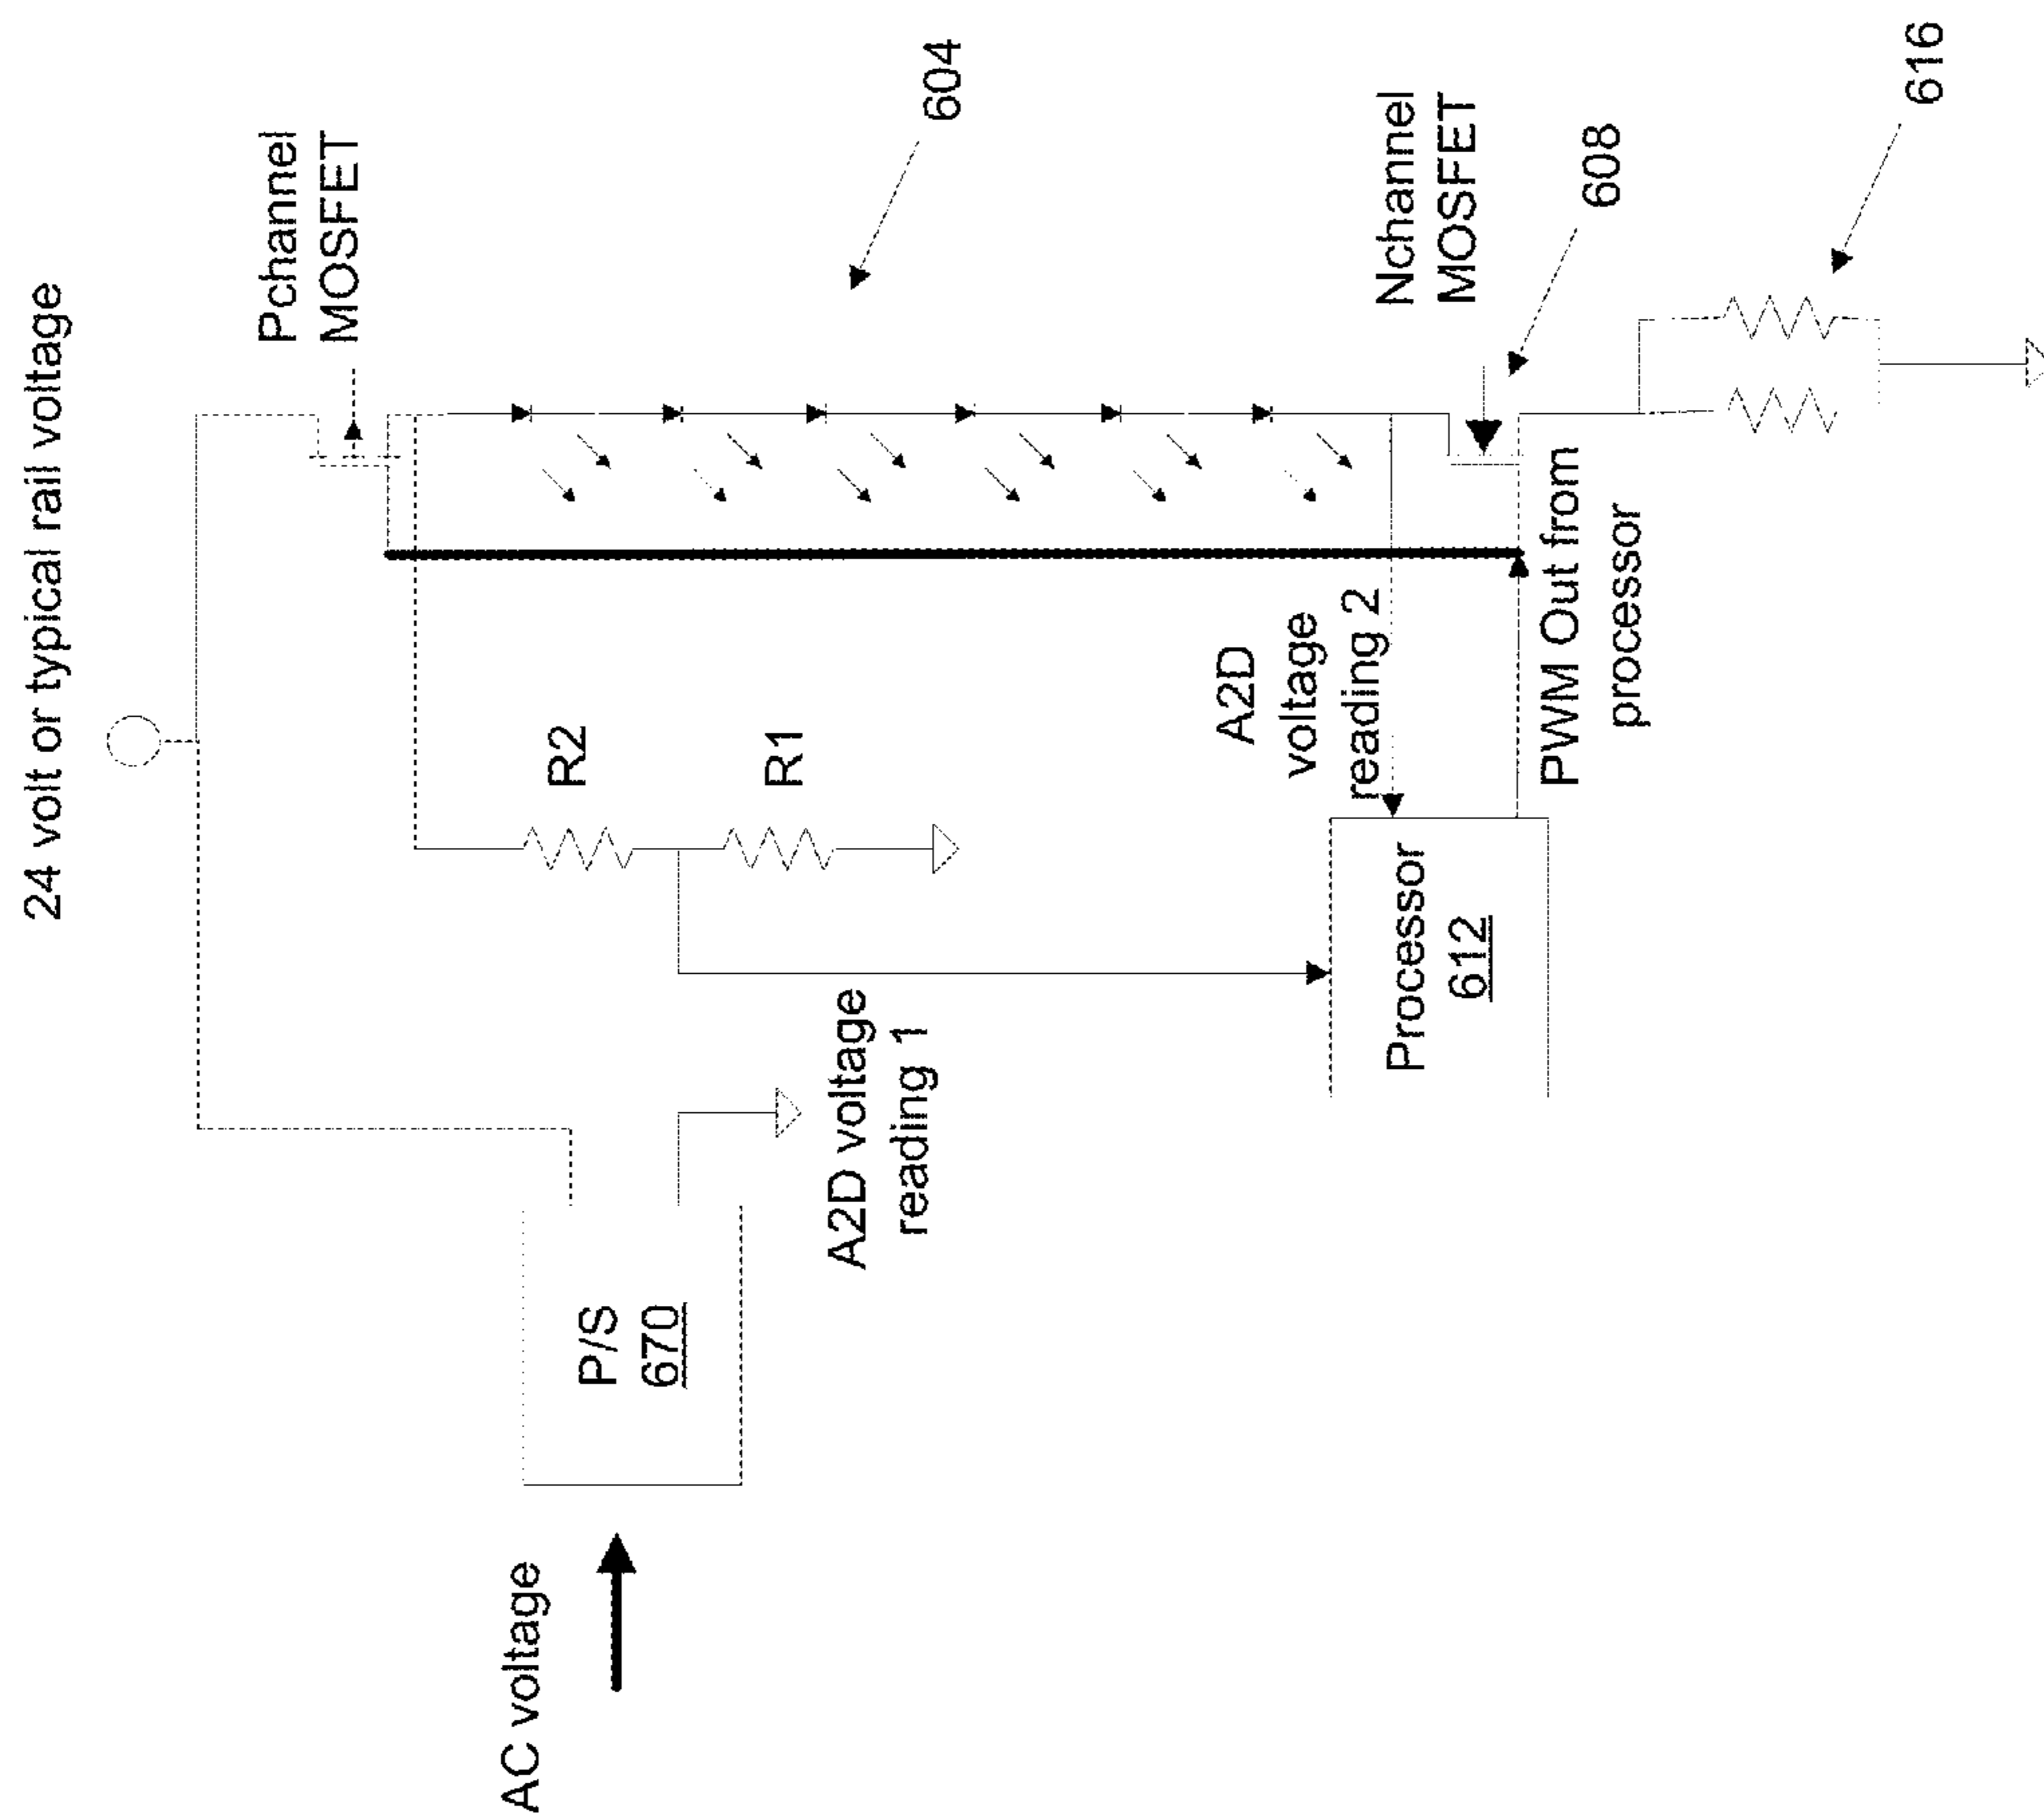 24 volt or typical rail voltage
Pchannel
MOSFET
604
R2
R1
AC voltage
P/S
670
A2D voltage
reading 1
A2D
voltage
reading 2
Nchannel
MOSFET
608
Processor
612
PWM Out from
processor
616